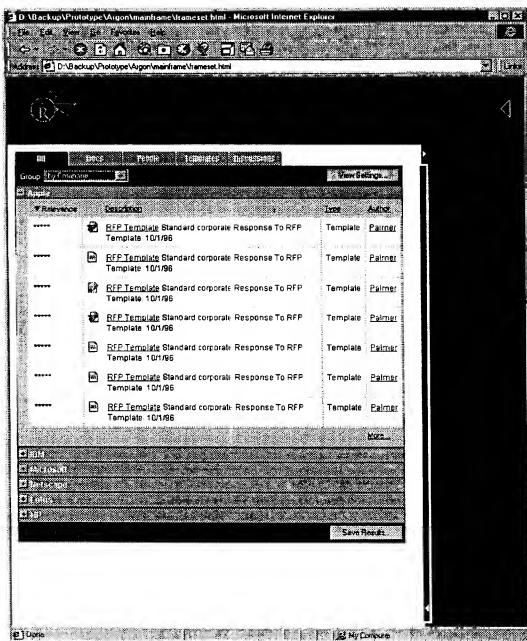 D:\Backup\Prototype\Argon\mainframe\frameset.html - Microsoft Internet Explorer
File Edit View Go Favorites Help
Address D:\Backup\Prototype\Argon\mainframe\frameset.html Links
R
All Docs People Templates Discussions
Group by Company View Settings...
Apple
Relevance Description Type Author
***** RFP Template Standard corporate Response To RFP Template Palmer
Template 10/1/96
***** RFP Template Standard corporate Response To RFP Template Palmer
Template 10/1/96
***** RFP Template Standard corporate Response To RFP Template Palmer
Template 10/1/96
***** RFP Template Standard corporate Response To RFP Template Palmer
Template 10/1/96
***** RFP Template Standard corporate Response To RFP Template Palmer
Template 10/1/96
***** RFP Template Standard corporate Response To RFP Template Palmer
Template 10/1/96
***** RFP Template Standard corporate Response To RFP Template Palmer
Template 10/1/96
More...
IBM
Microsoft
Netscape
Lotus
HP
Save Results...
Done My Computer